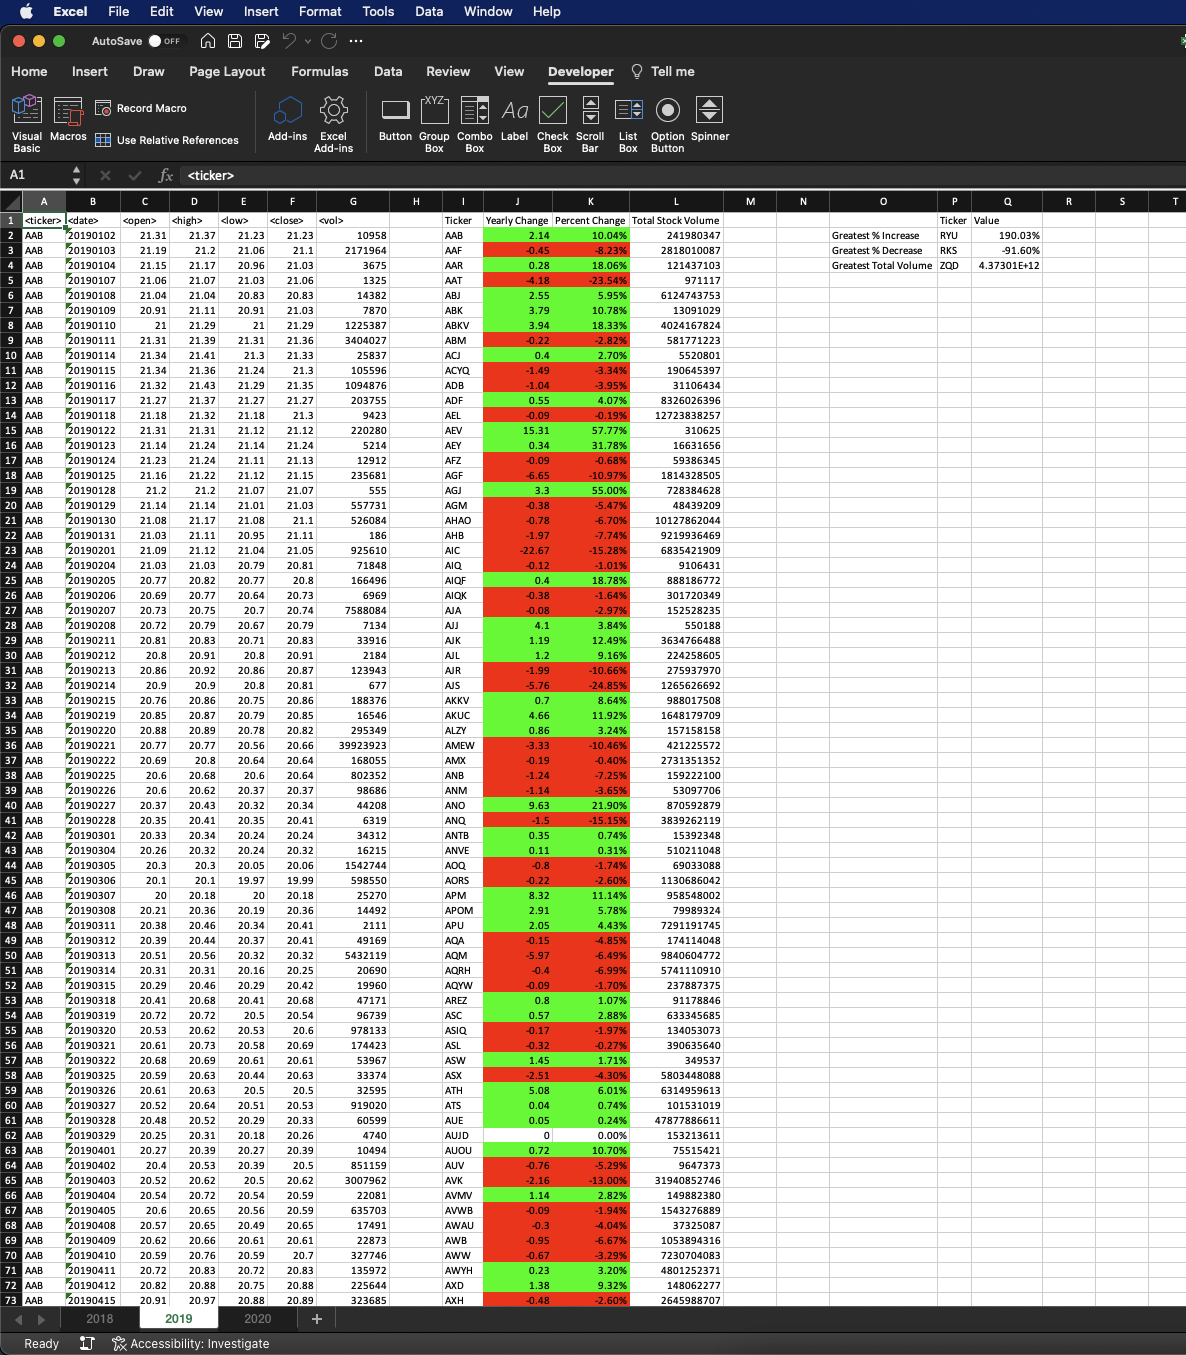 Excel File Edit View Insert Format Tools Data Window Help
AutoSave OFF
Home Insert Draw Page Layout Formulas Data Review View Developer Tell me
Visual Basic Macros Record Macro Use Relative References Add-ins Excel Add-ins Button Group Box Combo Box Label Check Box Scroll Bar List Box Option Button Spinner
XYZ Aa
A1 fx <ticker>
A B C D E F G H I J K L M N O P Q R S T
1 <ticker> <date> <open> <high> <low> <close> <vol> Ticker Yearly Change Percent Change Total Stock Volume Ticker Value
2 AAB 20190102 21.31 21.37 21.23 21.23 10958 AAB 2.14 10.04% 241980347 Greatest % Increase RYU 190.03%
3 AAB 20190103 21.19 21.2 21.06 21.1 2171964 AAF -0.45 -8.23% 2818010087 Greatest % Decrease RKS -91.60%
4 AAB 20190104 21.15 21.17 20.96 21.03 3675 AAR 0.28 18.06% 121437103 Greatest Total Volume ZQD 4.37301E+12
5 AAB 20190107 21.06 21.07 21.03 21.06 1325 AAT -4.18 -23.54% 971117
6 AAB 20190108 21.04 21.04 20.83 20.83 14382 ABJ 2.55 5.95% 6124743753
7 AAB 20190109 20.91 21.11 20.91 21.03 7870 ABK 3.79 10.78% 13091029
8 AAB 20190110 21 21.29 21 21.29 1225387 ABKV 3.94 18.33% 4024167824
9 AAB 20190111 21.31 21.39 21.31 21.36 3404027 ABM -0.22 -2.82% 581771223
10 AAB 20190114 21.34 21.41 21.3 21.33 25837 ACJ 0.4 2.70% 5520801
11 AAB 20190115 21.34 21.36 21.24 21.3 105596 ACYQ -1.49 -3.34% 190645397
12 AAB 20190116 21.32 21.43 21.29 21.35 1094876 ADB -1.04 -3.95% 31106434
13 AAB 20190117 21.27 21.37 21.27 21.27 203755 ADF 0.55 4.07% 8326026396
14 AAB 20190118 21.18 21.32 21.18 21.3 9423 AEL -0.09 -0.19% 12723838257
15 AAB 20190122 21.31 21.31 21.12 21.12 220280 AEV 15.31 57.77% 310625
16 AAB 20190123 21.14 21.24 21.14 21.24 5214 AEY 0.34 31.78% 16631656
17 AAB 20190124 21.23 21.24 21.11 21.13 12912 AFZ -0.09 -0.68% 59386345
18 AAB 20190125 21.16 21.22 21.12 21.15 235681 AGF -6.65 -10.97% 1814328505
19 AAB 20190128 21.2 21.2 21.07 21.07 555 AGJ 3.3 55.00% 728384628
20 AAB 20190129 21.14 21.14 21.01 21.03 557731 AGM -0.38 -5.47% 48439209
21 AAB 20190130 21.08 21.17 21.08 21.1 526084 AHAO -0.78 -6.70% 10127862044
22 AAB 20190131 21.03 21.11 20.95 21.11 186 AHB -1.97 -7.74% 9219936469
23 AAB 20190201 21.09 21.12 21.04 21.05 925610 AIC -22.67 -15.28% 6835421909
24 AAB 20190204 21.03 21.03 20.79 20.81 71848 AIQ -0.12 -1.01% 9106431
25 AAB 20190205 20.77 20.82 20.77 20.8 166496 AIQF 0.4 18.78% 888186772
26 AAB 20190206 20.69 20.77 20.64 20.73 6969 AIQK -0.38 -1.64% 301720349
27 AAB 20190207 20.73 20.75 20.7 20.74 7588084 AJA -0.08 -2.97% 152528235
28 AAB 20190208 20.72 20.79 20.67 20.79 7134 AJJ 4.1 3.84% 550188
29 AAB 20190211 20.81 20.83 20.71 20.83 33916 AJK 1.19 12.49% 3634766488
30 AAB 20190212 20.8 20.91 20.8 20.91 2184 AJL 1.2 9.16% 224258605
31 AAB 20190213 20.86 20.92 20.86 20.87 123943 AJR -1.99 -10.66% 275937970
32 AAB 20190214 20.9 20.9 20.8 20.81 677 AJS -5.76 -24.85% 1265626692
33 AAB 20190215 20.76 20.86 20.75 20.86 188376 AKKV 0.7 8.64% 988017508
34 AAB 20190219 20.85 20.87 20.79 20.85 16546 AKUC 4.66 11.92% 1648179709
35 AAB 20190220 20.88 20.89 20.78 20.82 295349 ALZY 0.86 3.24% 157158158
36 AAB 20190221 20.77 20.77 20.56 20.66 39923923 AMEW -3.33 -10.46% 421225572
37 AAB 20190222 20.69 20.8 20.64 20.64 168055 AMX -0.19 -0.40% 2731351352
38 AAB 20190225 20.6 20.68 20.6 20.64 802352 ANB -1.24 -7.25% 159222100
39 AAB 20190226 20.6 20.62 20.37 20.37 98686 ANM -1.14 -3.65% 53097706
40 AAB 20190227 20.37 20.43 20.32 20.34 44208 ANO 9.63 21.90% 870592879
41 AAB 20190228 20.35 20.41 20.35 20.41 6319 ANQ -1.5 -15.15% 3839262119
42 AAB 20190301 20.33 20.34 20.24 20.24 34312 ANTB 0.35 0.74% 15392348
43 AAB 20190304 20.26 20.32 20.24 20.32 16215 ANVE 0.11 0.31% 510211048
44 AAB 20190305 20.3 20.3 20.05 20.06 1542744 AOQ -0.8 -1.74% 69033088
45 AAB 20190306 20.1 20.1 19.97 19.99 598550 AORS -0.22 -2.60% 1130686042
46 AAB 20190307 20 20.18 20 20.18 25270 APM 8.32 11.14% 958548002
47 AAB 20190308 20.21 20.36 20.19 20.36 14492 APOM 2.91 5.78% 79989324
48 AAB 20190311 20.38 20.46 20.34 20.41 2111 APU 2.05 4.43% 7291191745
49 AAB 20190312 20.39 20.44 20.37 20.41 49169 AQA -0.15 -4.85% 174114048
50 AAB 20190313 20.51 20.56 20.32 20.32 5432119 AQM -5.97 -6.49% 9840604772
51 AAB 20190314 20.31 20.31 20.16 20.25 20690 AQRH -0.4 -6.99% 5741110910
52 AAB 20190315 20.29 20.46 20.29 20.42 19960 AQYW -0.09 -1.70% 237887375
53 AAB 20190318 20.41 20.68 20.41 20.68 47171 AREZ 0.8 1.07% 91178846
54 AAB 20190319 20.72 20.72 20.5 20.54 96739 ASC 0.57 2.88% 633345685
55 AAB 20190320 20.53 20.62 20.53 20.6 978133 ASIQ -0.17 -1.97% 134053073
56 AAB 20190321 20.61 20.73 20.58 20.69 174423 ASL -0.32 -0.27% 390635640
57 AAB 20190322 20.68 20.69 20.61 20.61 53967 ASW 1.45 1.71% 349537
58 AAB 20190325 20.59 20.63 20.44 20.63 33374 ASX -2.51 -4.30% 5803448088
59 AAB 20190326 20.61 20.63 20.5 20.5 32595 ATH 5.08 6.01% 6314959613
60 AAB 20190327 20.52 20.64 20.51 20.53 919020 ATS 0.04 0.74% 101531019
61 AAB 20190328 20.48 20.52 20.29 20.33 60599 AUE 0.05 0.24% 47877886611
62 AAB 20190329 20.25 20.31 20.18 20.26 4740 AUJD 0 0.00% 153213611
63 AAB 20190401 20.27 20.39 20.27 20.39 10494 AUOU 0.72 10.70% 75515421
64 AAB 20190402 20.4 20.53 20.39 20.5 851159 AUV -0.76 -5.29% 9647373
65 AAB 20190403 20.52 20.62 20.5 20.62 3007962 AVK -2.16 -13.00% 31940852746
66 AAB 20190404 20.54 20.72 20.54 20.59 22081 AVMV 1.14 2.82% 149882380
67 AAB 20190405 20.6 20.65 20.56 20.59 635703 AVWB -0.09 -1.94% 1543276889
68 AAB 20190408 20.57 20.65 20.49 20.65 17491 AWAU -0.3 -4.04% 37325087
69 AAB 20190409 20.62 20.66 20.61 20.61 22873 AWB -0.95 -6.67% 1053894316
70 AAB 20190410 20.59 20.76 20.59 20.7 327746 AWW -0.67 -3.29% 7230704083
71 AAB 20190411 20.72 20.83 20.72 20.83 135972 AWYH 0.23 3.20% 4801252371
72 AAB 20190412 20.82 20.88 20.75 20.88 225644 AXD 1.38 9.32% 148062277
73 AAB 20190415 20.91 20.97 20.88 20.89 323685 AXH -0.48 -2.60% 2645988707
2018 2019 2020 +
Ready Accessibility: Investigate